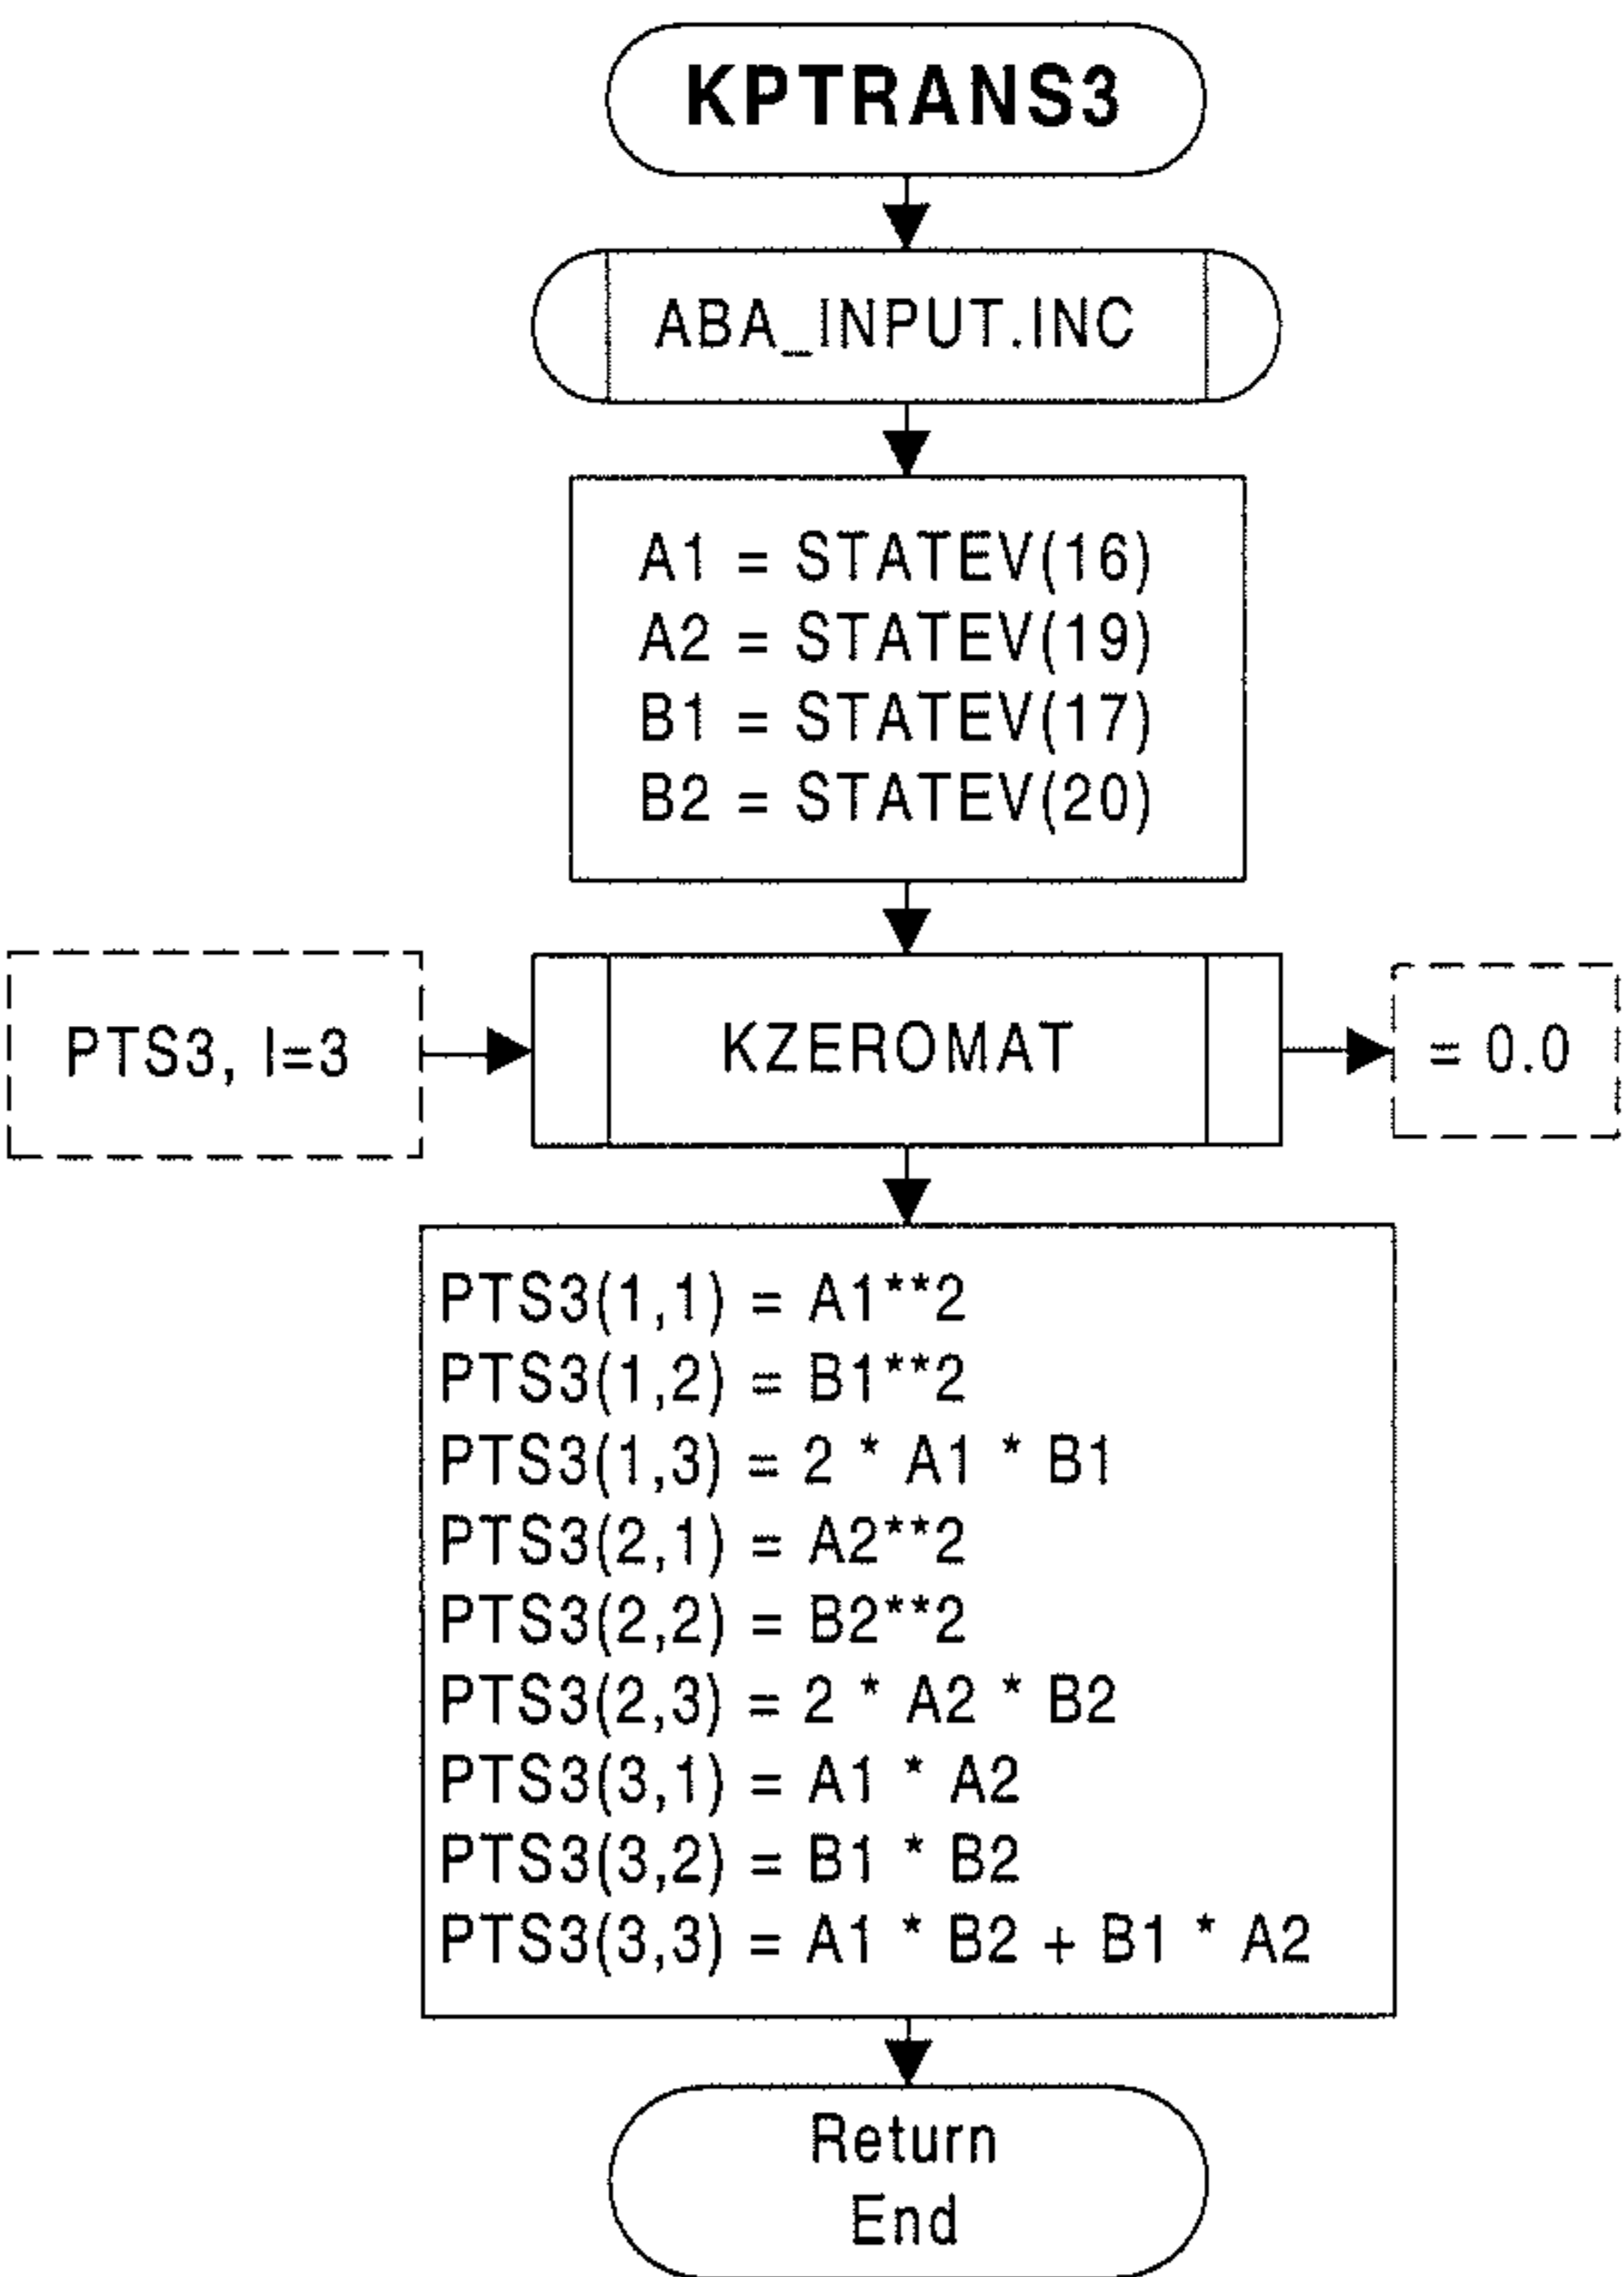 KPTRANS3
ABA_INPUT.INC
A1 = STATEV(16)
A2 = STATEV(19)
B1 = STATEV(17)
B2 = STATEV(20)
PTS3, I=3
KZEROMAT
= 0.0
PTS3(1,1) = A1**2
PTS3(1,2) = B1**2
PTS3(1,3) = 2 * A1 * B1
PTS3(2,1) = A2**2
PTS3(2,2) = B2**2
PTS3(2,3) = 2 * A2 * B2
PTS3(3,1) = A1 * A2
PTS3(3,2) = B1 * B2
PTS3(3,3) = A1 * B2 + B1 * A2
Return
End